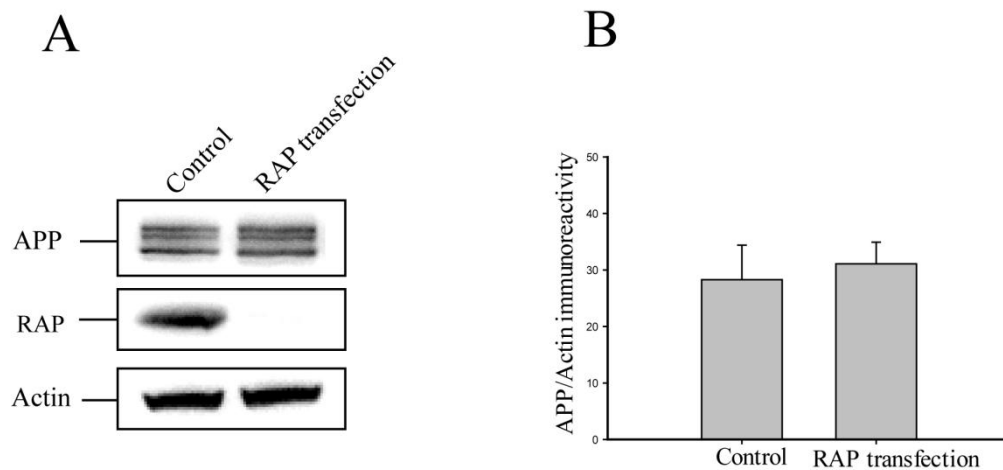 A
Control
RAP transfection
APP
RAP
Actin
B
APP/Actin immunoreactivity
50
40
30
20
10
0
Control
RAP transfection